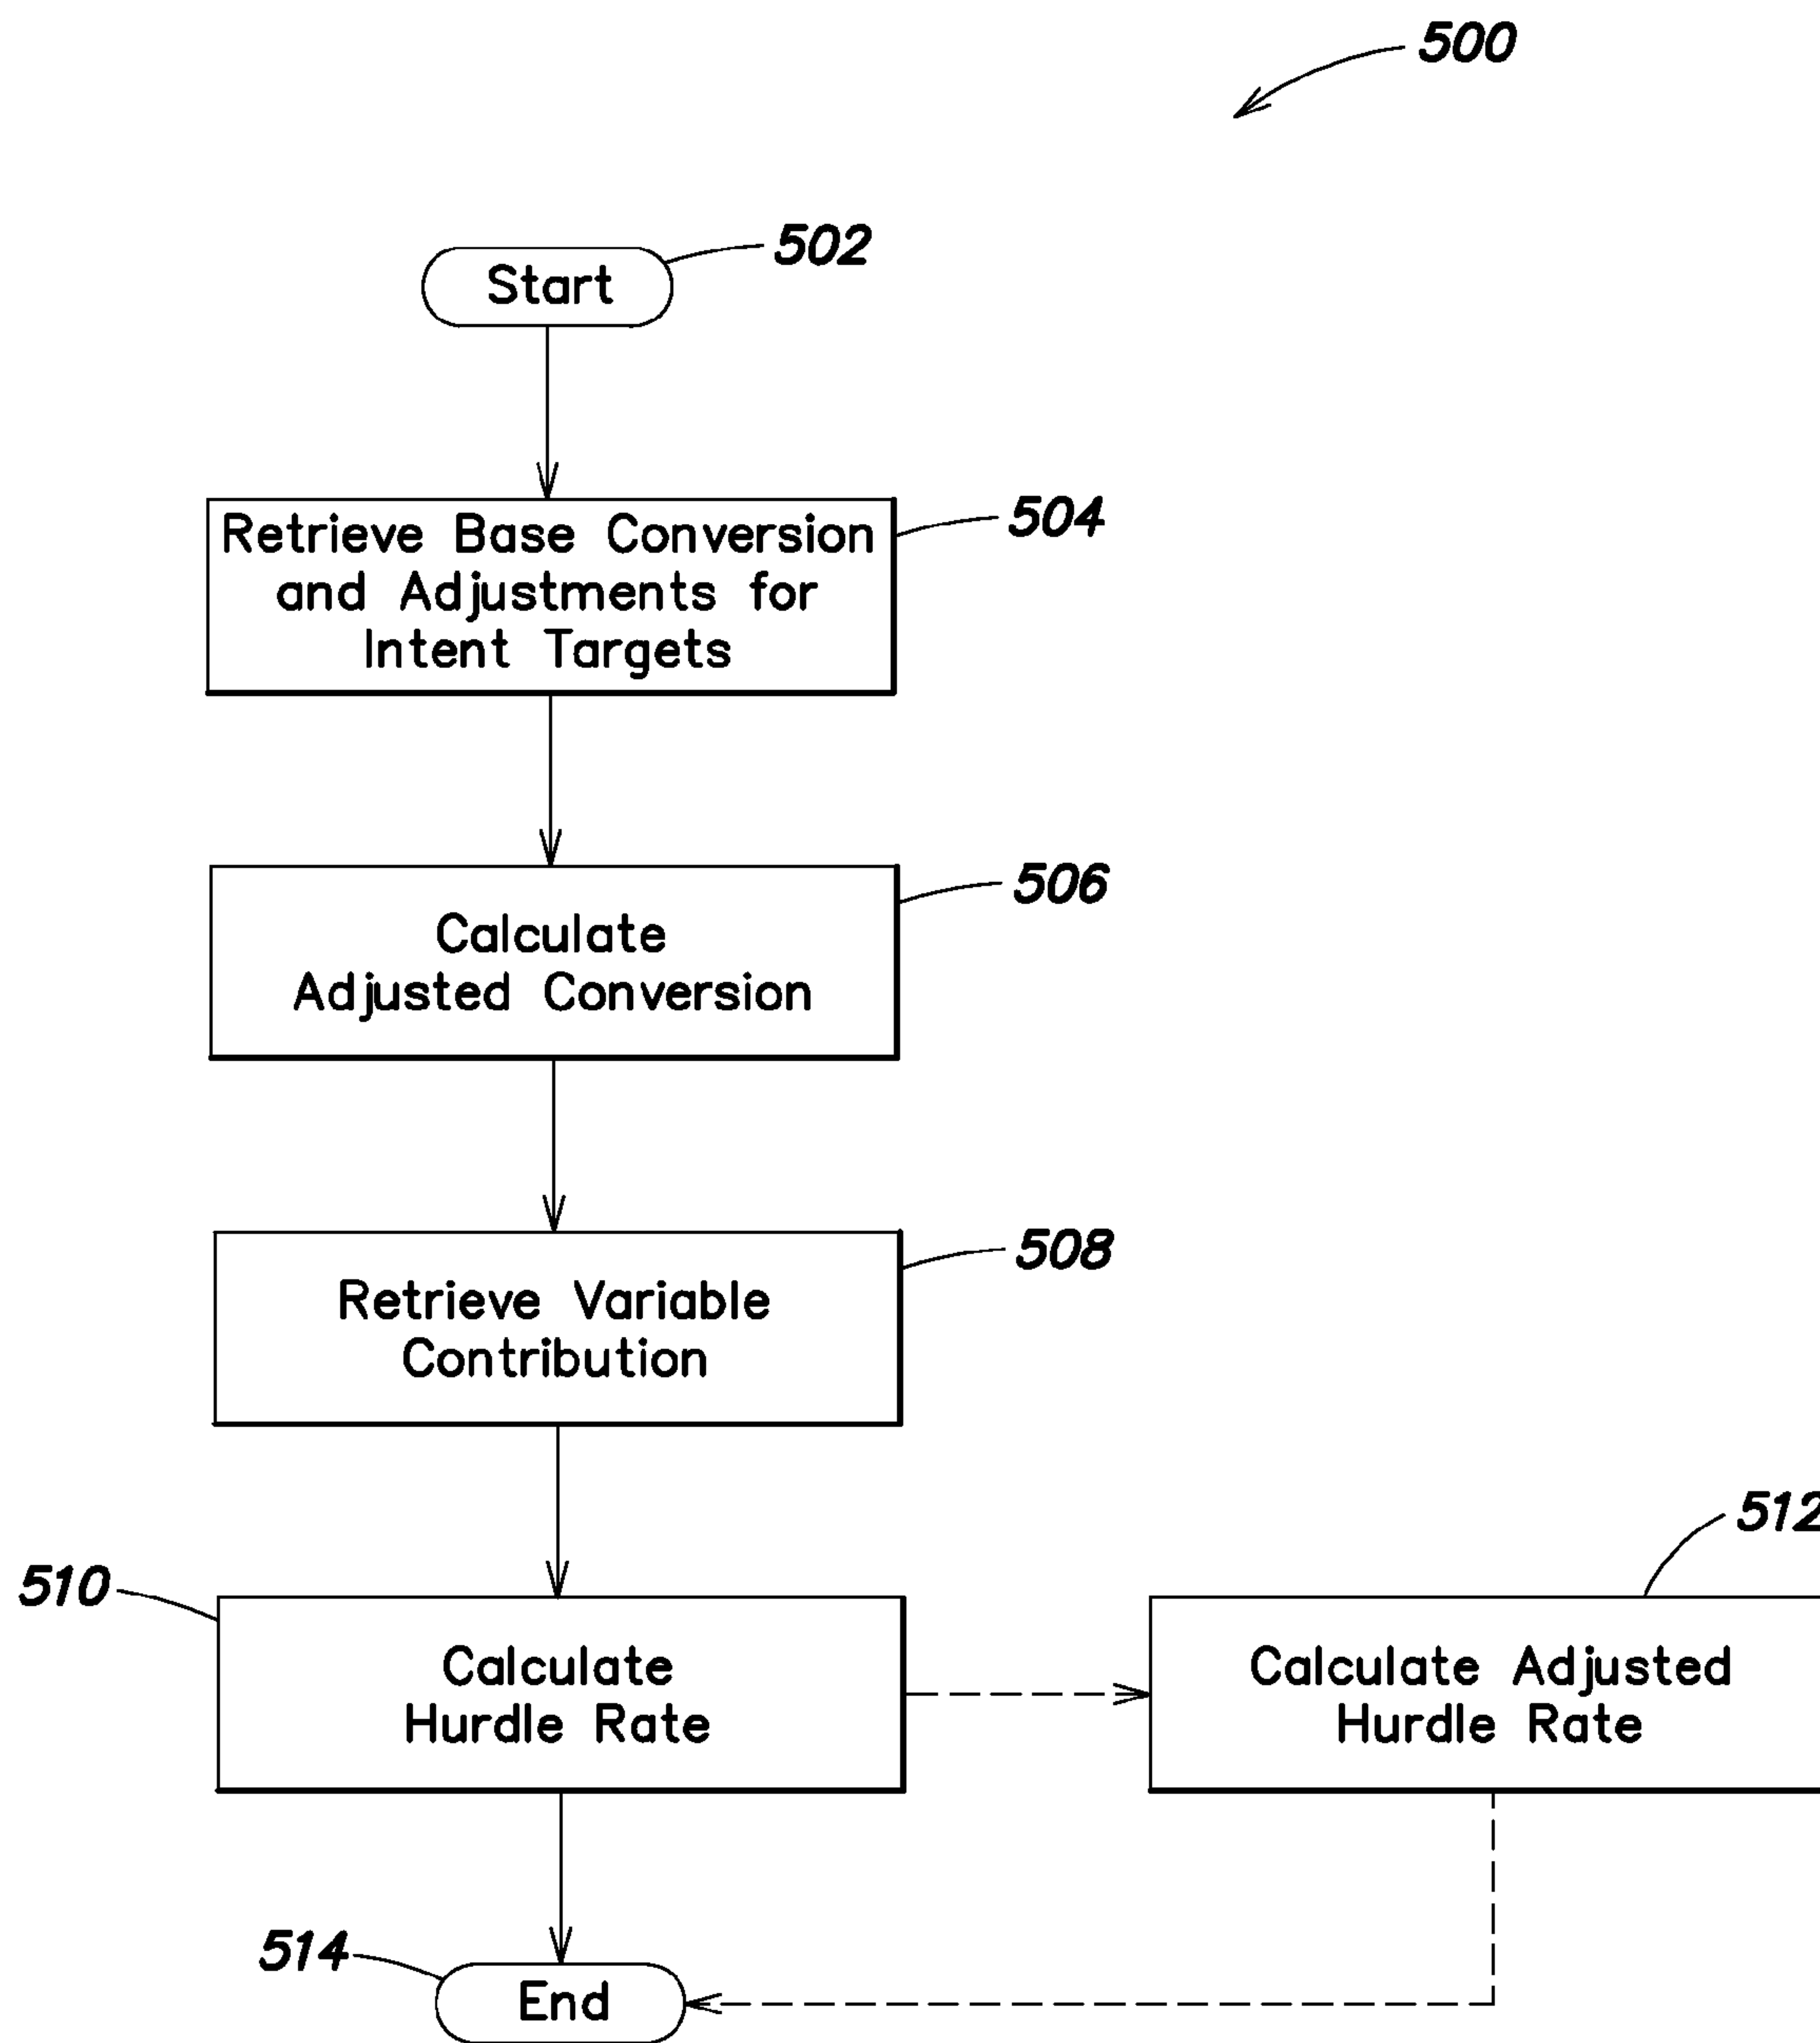 500
502
Start
504
Retrieve Base Conversion
and Adjustments for
Intent Targets
506
Calculate
Adjusted Conversion
508
Retrieve Variable
Contribution
512
510
Calculate
Hurdle Rate
Calculate Adjusted
Hurdle Rate
514
End